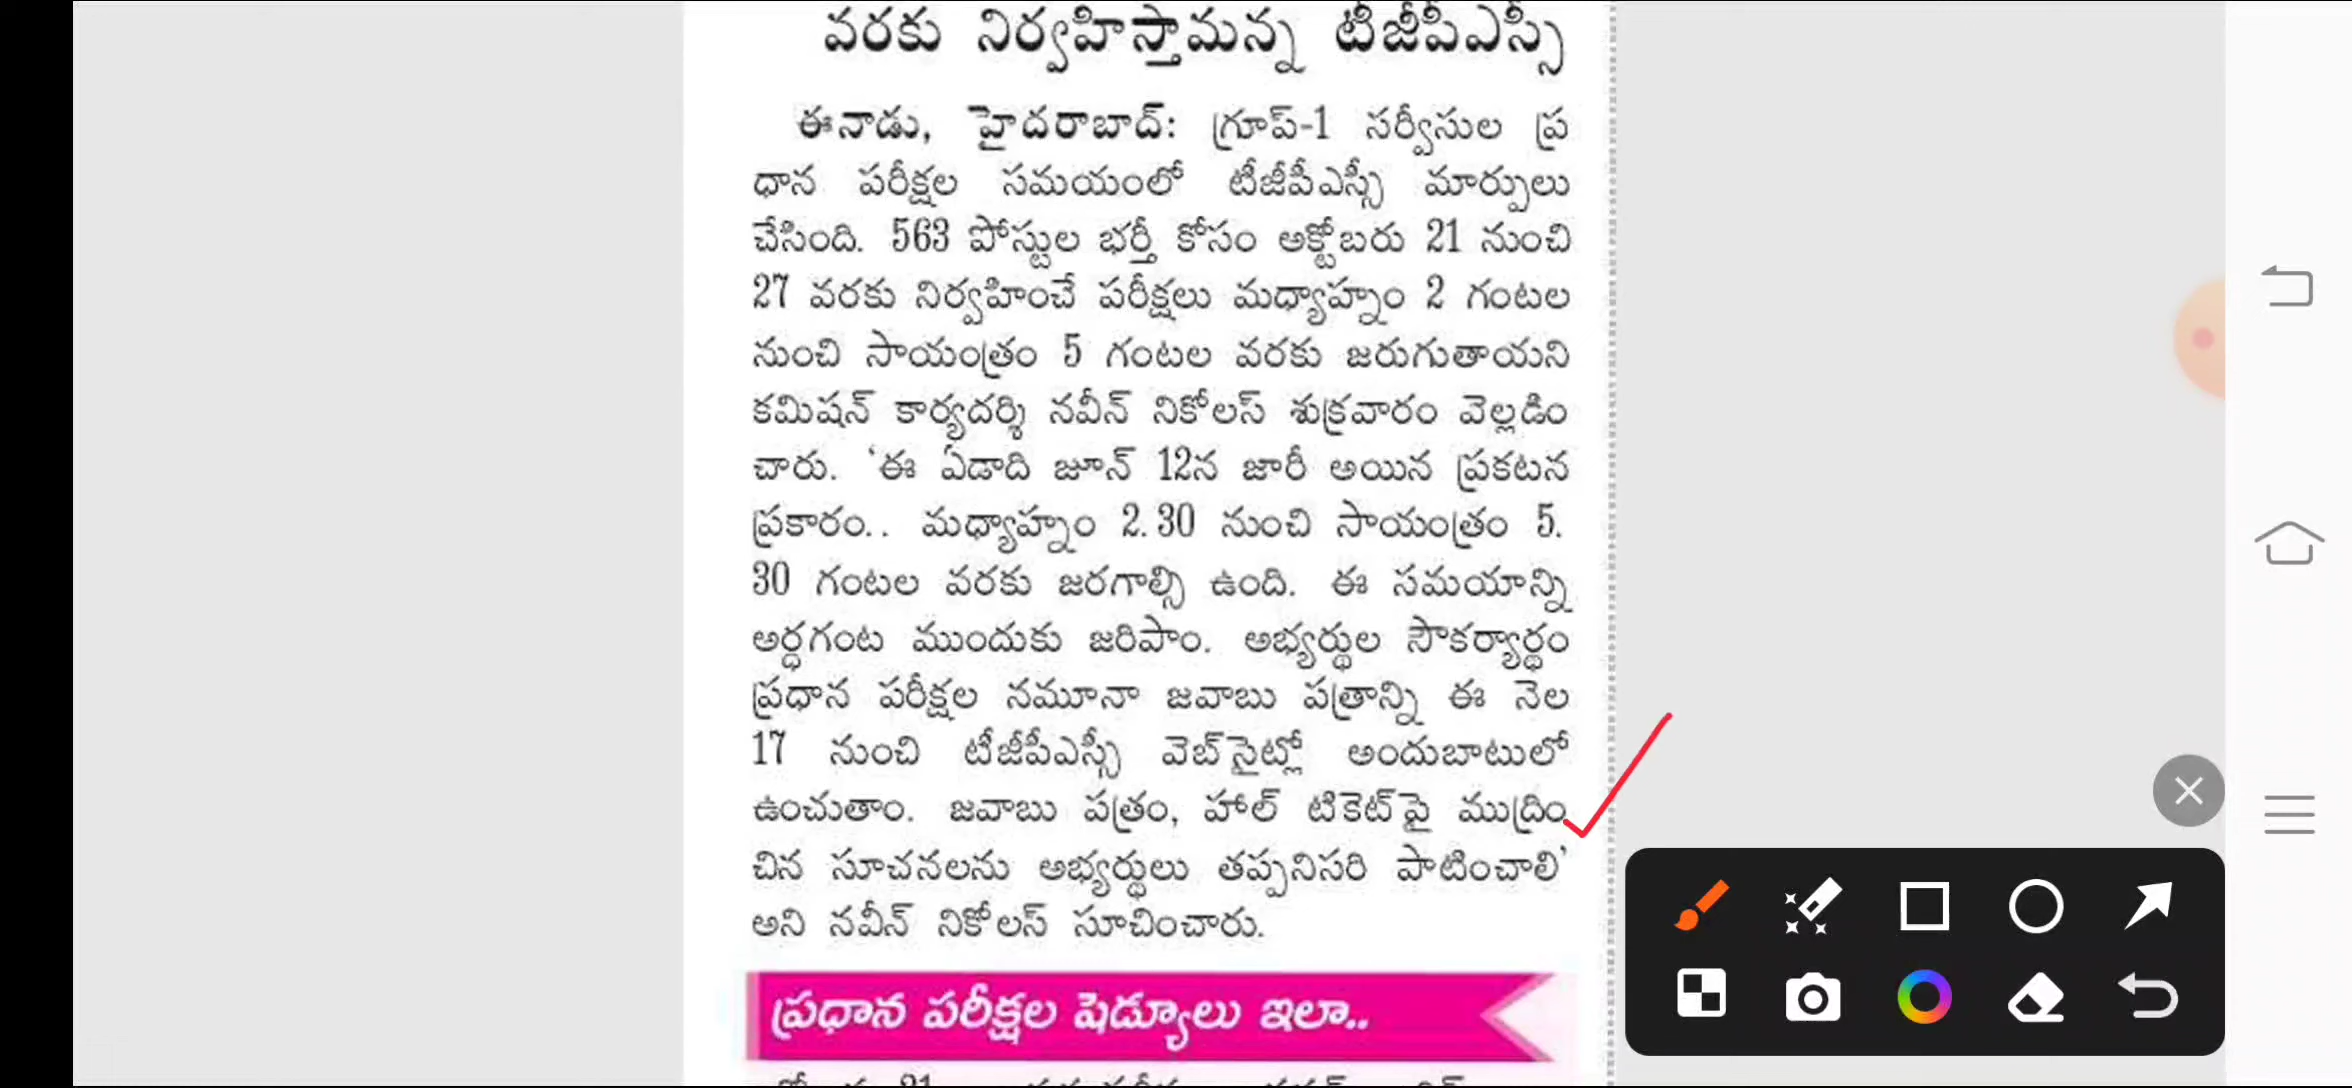 వరకు నిర్వహిస్తామన్న టీజీపీఎస్సీ
ఈనాడు, హైదరాబాద్: గ్రూప్-1 సర్వీసుల ప్ర
ధాన పరీక్షల సమయంలో టీజీపీఎస్సీ మార్పులు
చేసింది. 563 పోస్టుల భర్తీ కోసం అక్టోబరు 21 నుంచి
27 వరకు నిర్వహించే పరీక్షలు మధ్యాహ్నం 2 గంటల
నుంచి సాయంత్రం 5 గంటల వరకు జరుగుతాయని
కమిషన్ కార్యదర్శి నవీన్ నికోలస్ శుక్రవారం వెల్లడిం
చారు. 'ఈ ఏడాది జూన్ 12న జారీ అయిన ప్రకటన
ప్రకారం.. మధ్యాహ్నం 2.30 నుంచి సాయంత్రం 5.
30 గంటల వరకు జరగాల్సి ఉంది. ఈ సమయాన్ని
అర్ధగంట ముందుకు జరిపాం. అభ్యర్థుల సౌకర్యార్థం
ప్రధాన పరీక్షల నమూనా జవాబు పత్రాన్ని ఈ నెల
17 నుంచి టీజీపీఎస్సీ వెబ్‌సైట్లో అందుబాటులో
ఉంచుతాం. జవాబు పత్రం, హాల్ టికెట్‌పై ముద్రిం
చిన సూచనలను అభ్యర్థులు తప్పనిసరి పాటించాలి'
అని నవీన్ నికోలస్ సూచించారు.
ప్రధాన పరీక్షల షెడ్యూలు ఇలా..